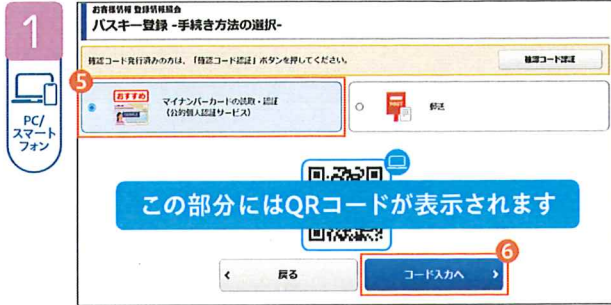 1
PC/
スマート
フォン
お客様情報 登録情報照会
パスキー登録 -手続き方法の選択-
確認コード発行済みの方は、「確認コード認証」ボタンを押してください。
確認コード認証
5
おすすめ
マイナンバーカードの読取・認証
(公的個人認証サービス)
郵送
この部分にはQRコードが表示されます
6
戻る
コード入力へ